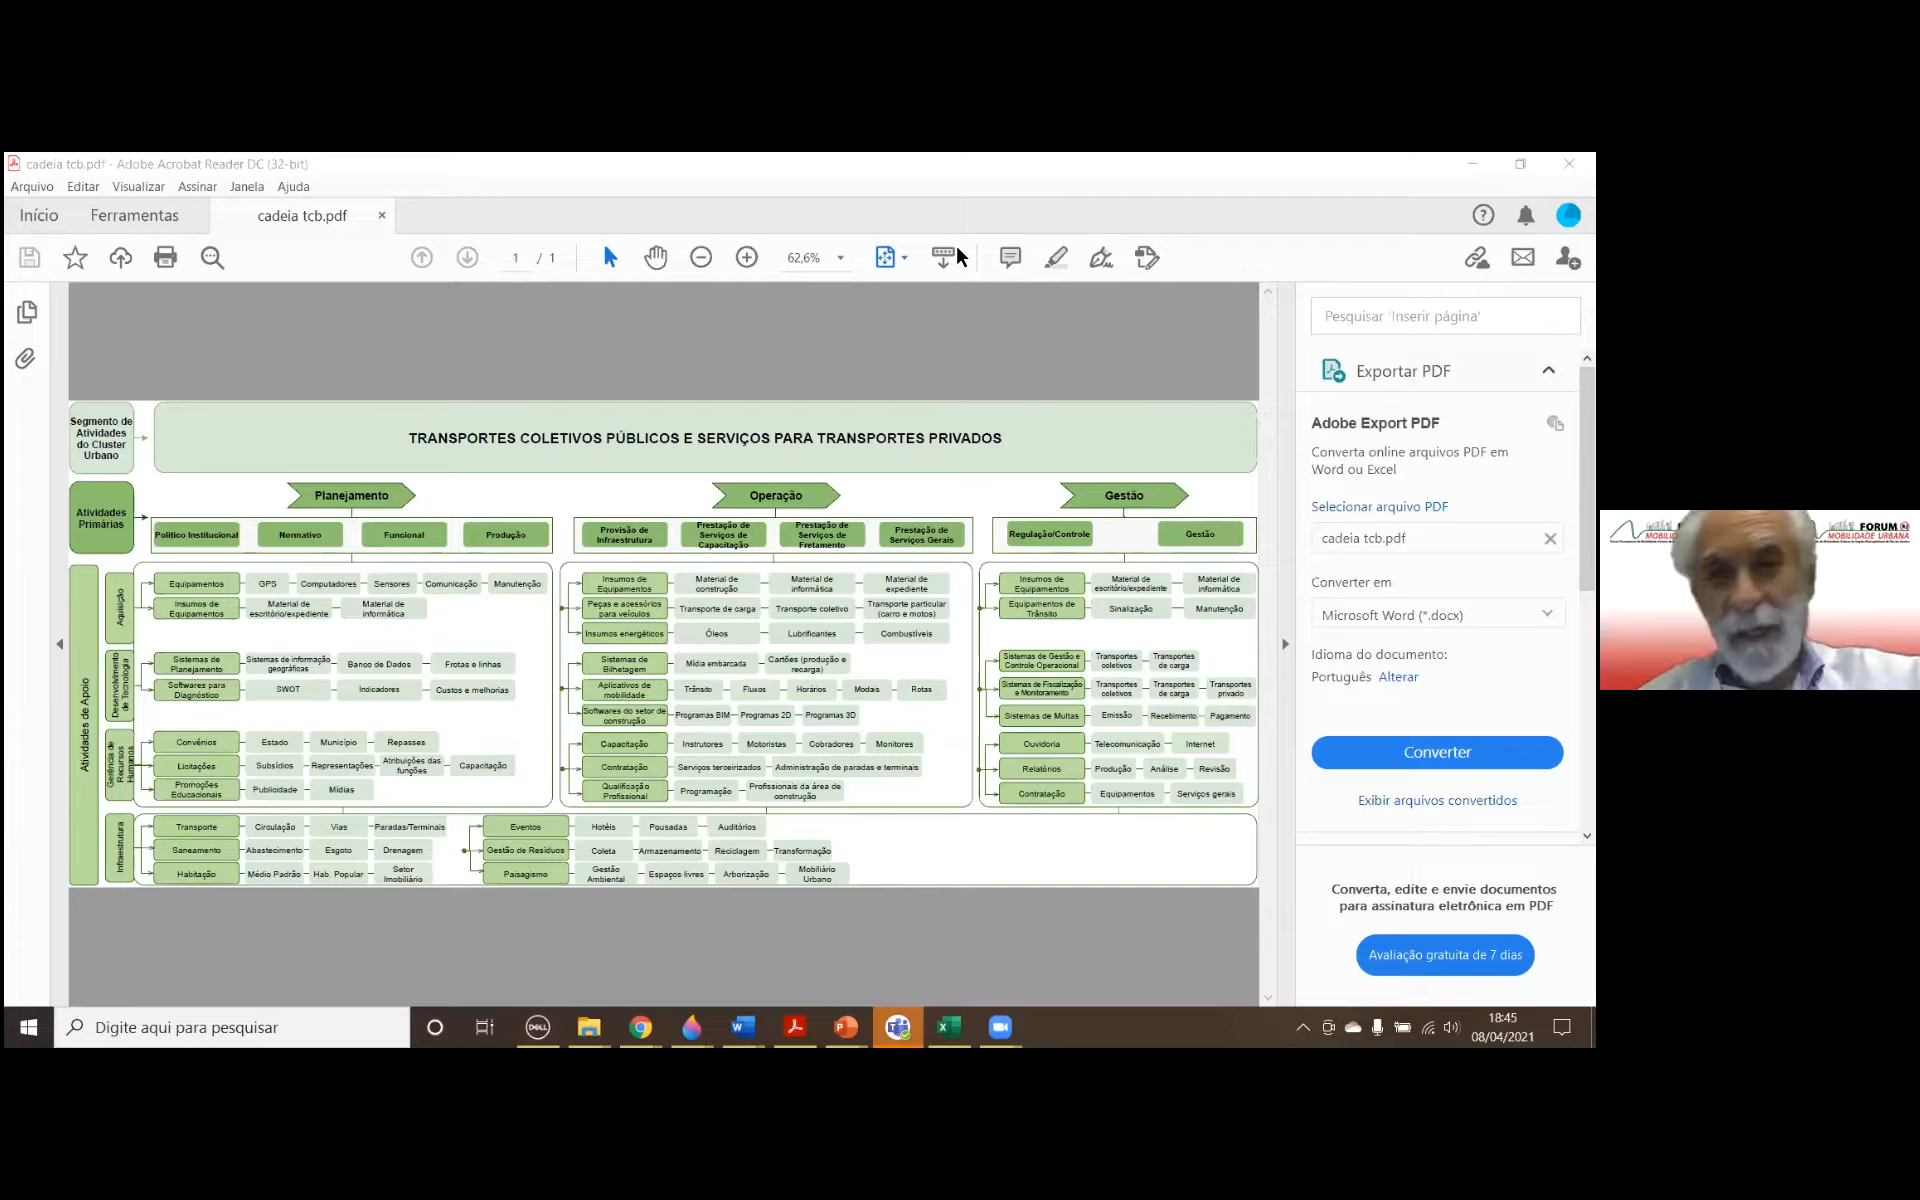 cadeia tcb.pdf - Adobe Acrobat Reader DC (32-bit)
Arquivo Editar Visualizar Assinar Janela Ajuda
Início Ferramentas cadeia tcb.pdf
1 / 1 62,6%
Segmento de
Atividades
do Cluster
Urbano
TRANSPORTES COLETIVOS PÚBLICOS E SERVIÇOS PARA TRANSPORTES PRIVADOS
Atividades
Primárias
Planejamento
Operação
Gestão
Político Institucional
Normativo
Funcional
Produção
Provisão de
Infraestrutura
Prestação de
Serviços de
Capacitação
Prestação de
Serviços de
Fretamento
Prestação de
Serviços Gerais
Regulação/Controle
Gestão
Atividades de Apoio
Aquisição
Equipamentos
GPS
Computadores
Sensores
Comunicação
Manutenção
Insumos de
Equipamentos
Material de
escritório/expediente
Material de
informática
Insumos de
Equipamentos
Material de
construção
Material de
informática
Material de
expediente
Peças e acessórios
para veículos
Transporte de carga
Transporte coletivo
Transporte particular
(carro e motos)
Insumos energéticos
Óleos
Lubrificantes
Combustíveis
Insumos de
Equipamentos
Material de
escritório/expediente
Material de
informática
Equipamentos de
Trânsito
Sinalização
Manutenção
Desenvolvimento
de Tecnologia
Sistemas de
Planejamento
Sistemas de informação
geográficas
Banco de Dados
Frotas e linhas
Softwares para
Diagnóstico
SWOT
Indicadores
Custos e melhorias
Sistemas de
Bilhetagem
Mídia embarcada
Cartões (produção e
recarga)
Aplicativos de
mobilidade
Trânsito
Fluxos
Horários
Modais
Rotas
Softwares do setor de
construção
Programas BIM
Programas 2D
Programas 3D
Sistemas de Gestão e
Controle Operacional
Transportes
coletivos
Transportes
de carga
Sistemas de Fiscalização
e Monitoramento
Transportes
coletivos
Transportes
de carga
Transportes
privado
Sistemas de Multas
Emissão
Recebimento
Pagamento
Gerência de
Recursos
Humanos
Convênios
Estado
Município
Repasses
Licitações
Subsídios
Representações
Atribuições das
funções
Capacitação
Promoções
Educacionais
Publicidade
Mídias
Capacitação
Instrutores
Motoristas
Cobradores
Monitores
Contratação
Serviços terceirizados
Administração de paradas e terminais
Qualificação
Profissional
Programação
Profissionais da área de
construção
Ouvidoria
Telecomunicação
Internet
Relatórios
Produção
Análise
Revisão
Contratação
Equipamentos
Serviços gerais
Infraestrutura
Transporte
Circulação
Vias
Paradas/Terminais
Saneamento
Abastecimento
Esgoto
Drenagem
Habitação
Médio Padrão
Hab. Popular
Setor
Imobiliário
Eventos
Hotéis
Pousadas
Auditórios
Gestão de Resíduos
Coleta
Armazenamento
Reciclagem
Transformação
Paisagismo
Gestão
Ambiental
Espaços livres
Arborização
Mobiliário
Urbano
Pesquisar 'Inserir página'
Exportar PDF
Adobe Export PDF
Converta online arquivos PDF em
Word ou Excel
Selecionar arquivo PDF
cadeia tcb.pdf
Converter em
Microsoft Word (*.docx)
Idioma do documento:
Português Alterar
Converter
Exibir arquivos convertidos
Converta, edite e envie documentos
para assinatura eletrônica em PDF
Avaliação gratuita de 7 dias
FORUM
MOBILIDADE URBANA
Digite aqui para pesquisar
DELL
18:45
08/04/2021